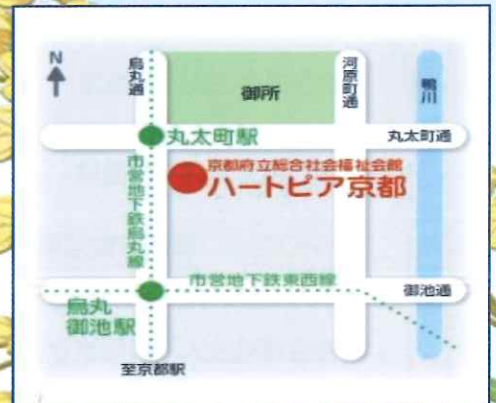 N
烏丸通
御所
河原町通
鴨川
丸太町駅
丸太町通
京都府立総合社会福祉会館
ハートピア京都
市営地下鉄烏丸線
市営地下鉄東西線
御池通
烏丸
御池駅
至京都駅